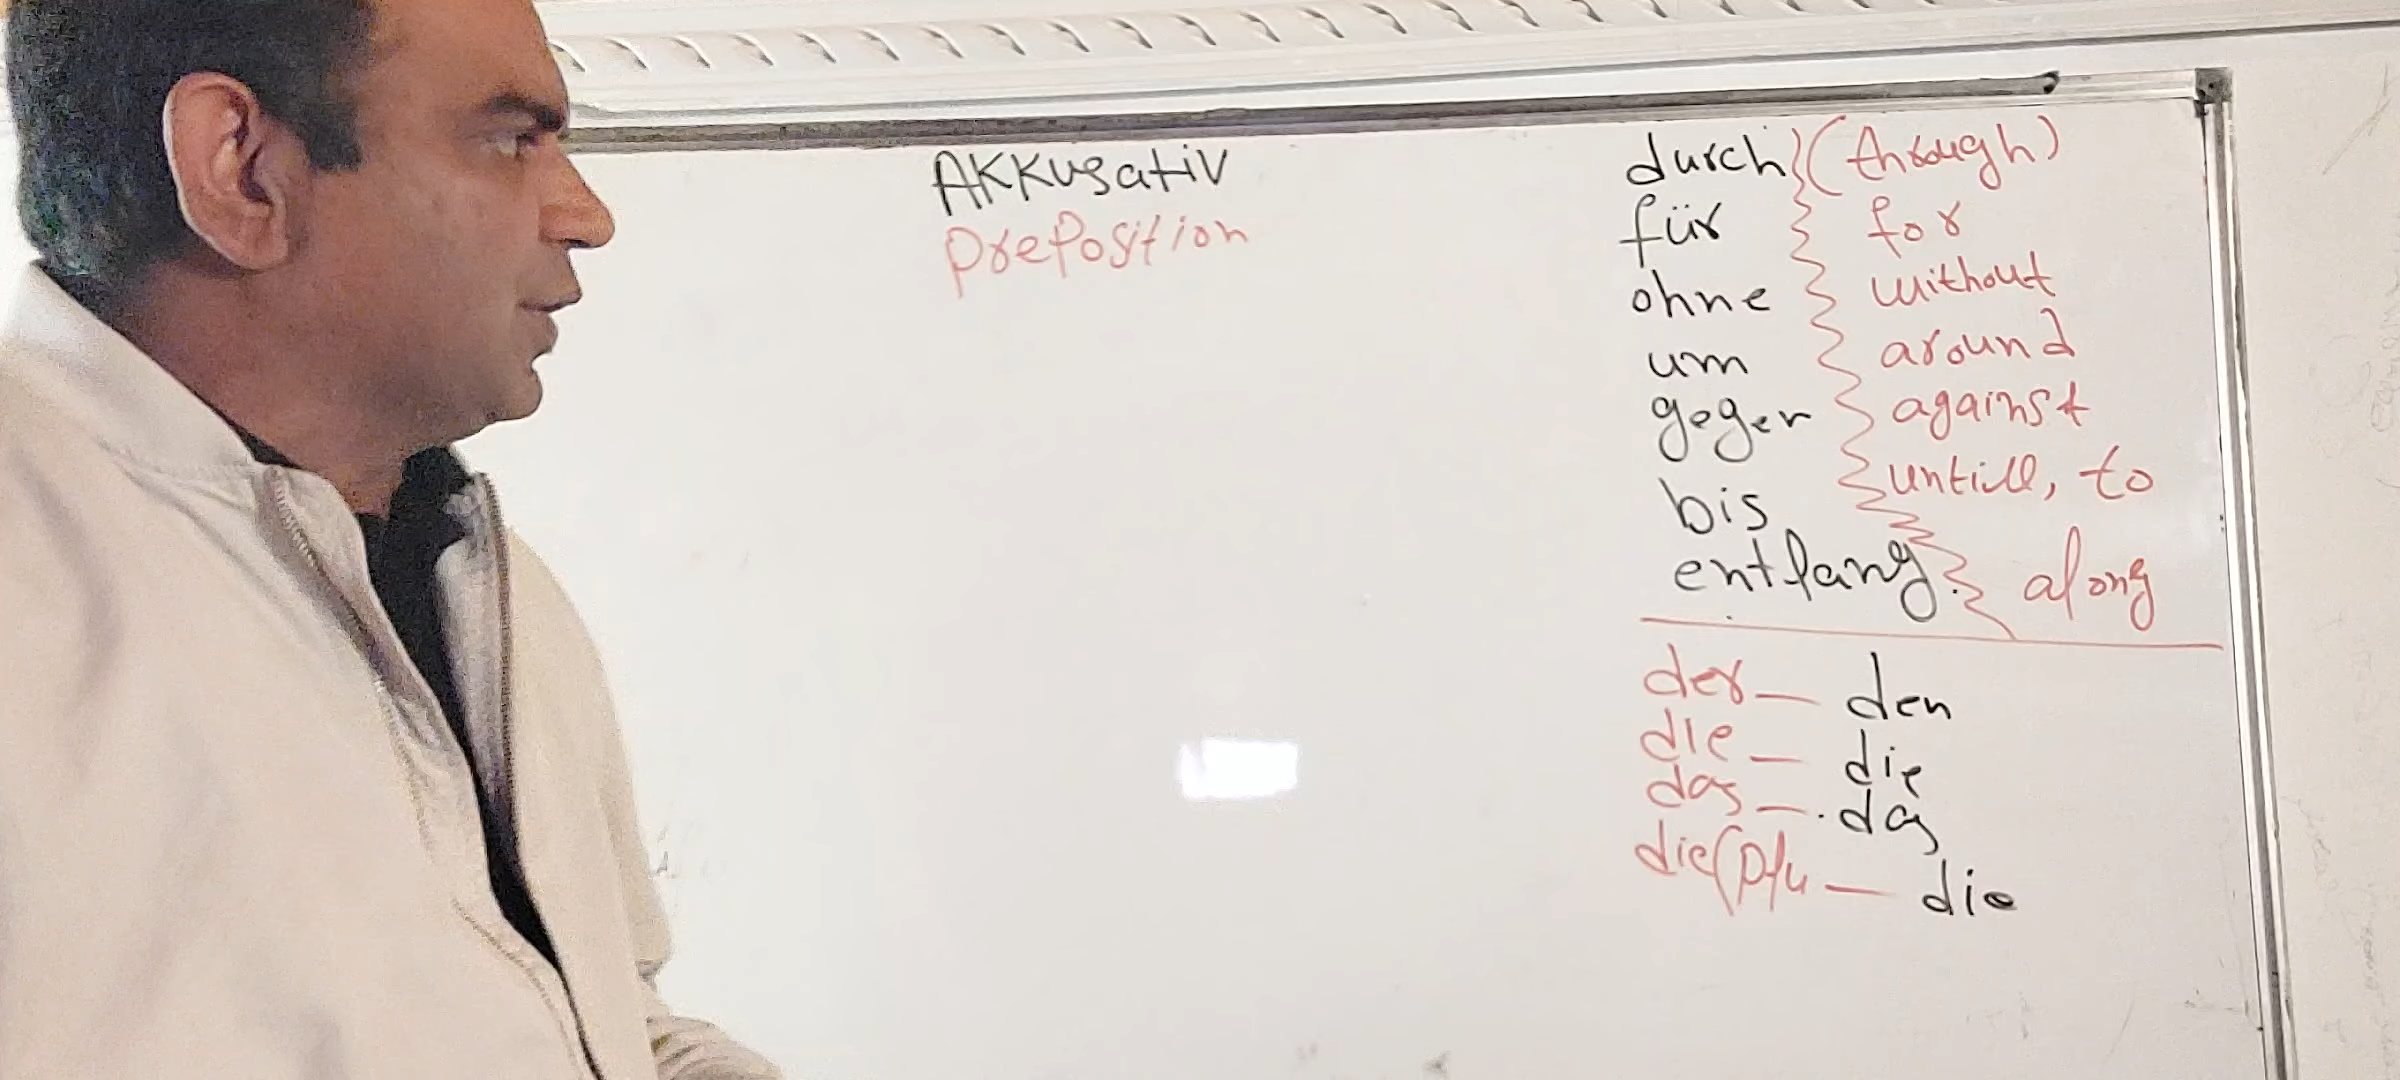 AKKusativ
PrePosition
durch (through)
für for
ohne without
um around
gegen against
bis untill, to
entlang. along
der — den
die — die
das — das
die (Plu — die